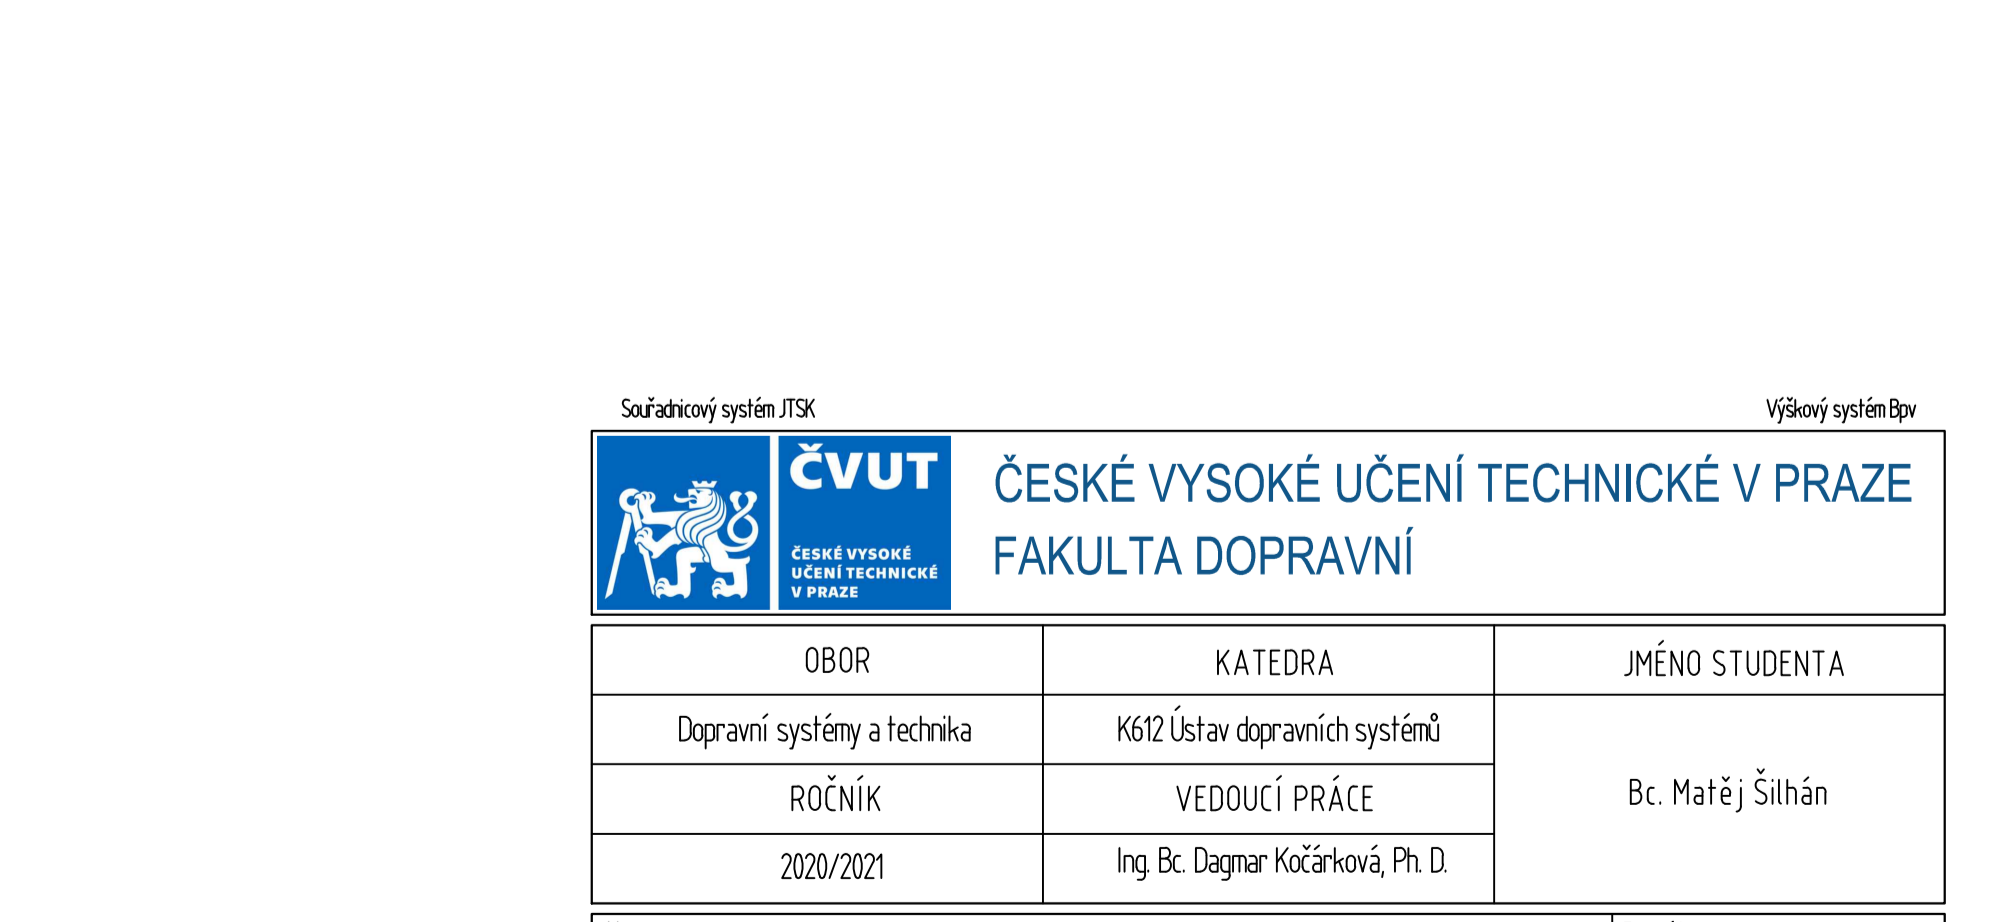 Souřadnicový systém JTSK
Výškový systém Bpv
ČVUT
ČESKÉ VYSOKÉ
UČENÍ TECHNICKÉ
V PRAZE
ČESKÉ VYSOKÉ UČENÍ TECHNICKÉ V PRAZE
FAKULTA DOPRAVNÍ
OBOR
KATEDRA
JMÉNO STUDENTA
Dopravní systémy a technika
K612 Ústav dopravních systémů
Bc. Matěj Šilhán
ROČNÍK
VEDOUCÍ PRÁCE
2020/2021
Ing. Bc. Dagmar Kočárková, Ph. D.